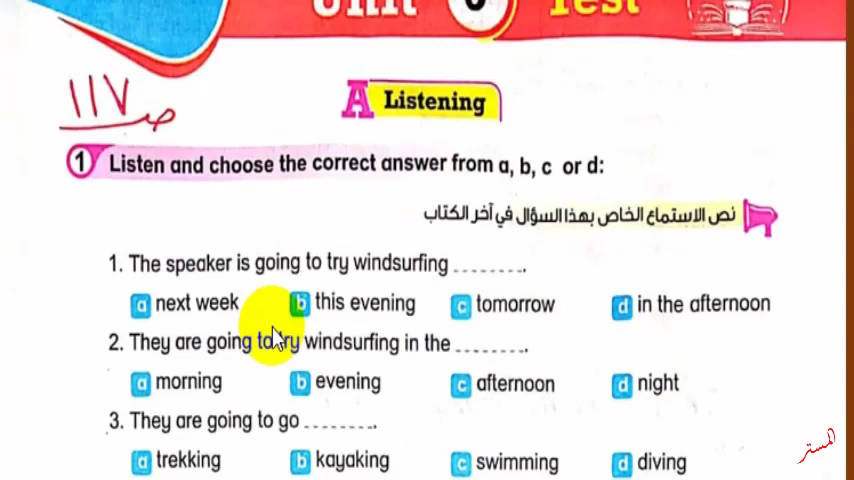 Unit 6 Test
صـ ١١٧
A Listening
1 Listen and choose the correct answer from a, b, c or d:
نص الاستماع الخاص بهذا السؤال في آخر الكتاب
1. The speaker is going to try windsurfing ........
a next week b this evening c tomorrow d in the afternoon
2. They are going to try windsurfing in the ........
a morning b evening c afternoon d night
3. They are going to go ........
a trekking b kayaking c swimming d diving
المستر